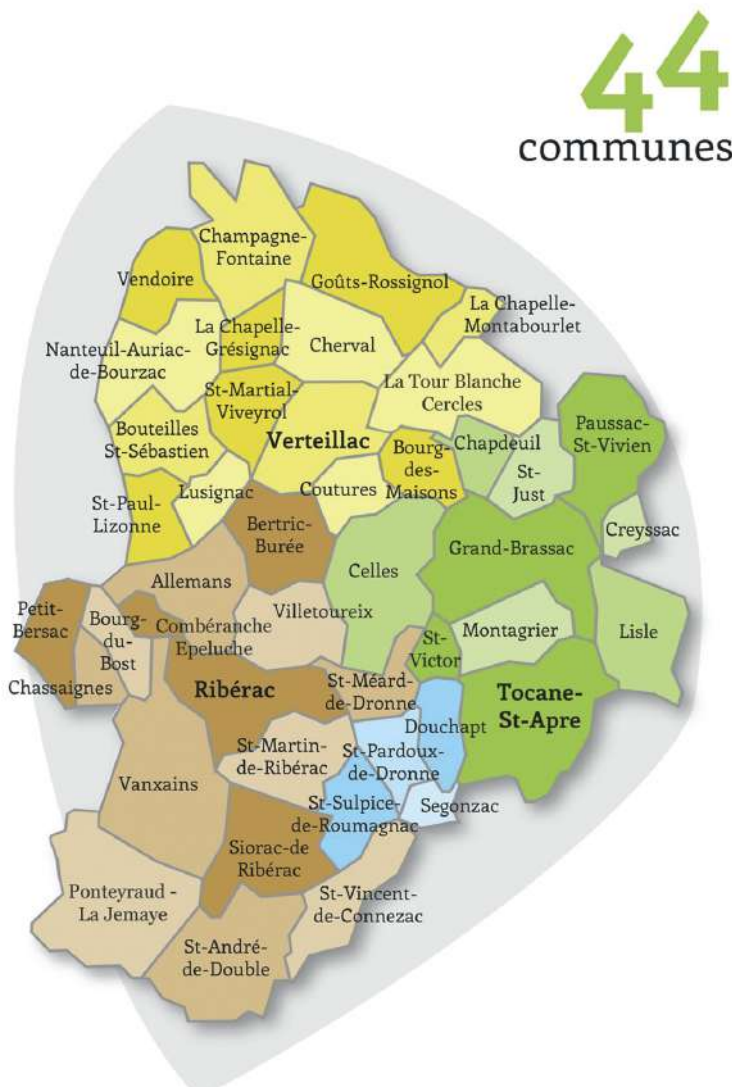 44
communes
Champagne-
Fontaine
Vendoire
Goûts-Rossignol
La Chapelle-
Montabourlet
La Chapelle-
Grésignac
Cherval
Nanteuil-Auriac-
de-Bourzac
La Tour Blanche
Cercles
St-Martial-
Viveyrol
Paussac-
St-Vivien
Bouteilles
St-Sébastien
Verteillac
Bourg-
des-
Maisons
Chapdeuil
St-
Just
St-Paul-
Lizonne
Lusignac
Coutures
Creyssac
Bertric-
Burée
Grand-Brassac
Celles
Allemans
Petit-
Bersac
Bourg-
du-
Bost
Combéranche
Epeluche
Villetoureix
Montagrier
Lisle
St-
Victor
Chassaignes
Ribérac
St-Méard-
de-Dronne
Tocane-
St-Apre
Douchapt
St-Martin-
de-Ribérac
St-Pardoux-
de-Dronne
Vanxains
St-Sulpice-
de-Roumagnac
Segonzac
Siorac-de
Ribérac
Ponteyraud -
La Jemaye
St-Vincent-
de-Connezac
St-André-
de-Double